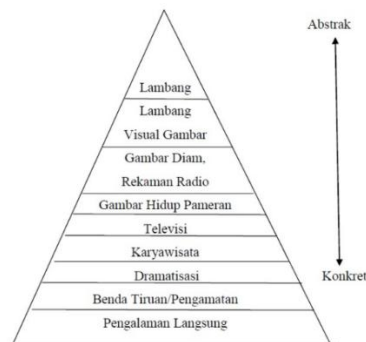 Abstrak
Lambang
Lambang
Visual Gambar
Gambar Diam,
Rekaman Radio
Gambar Hidup Pameran
Televisi
Karyawisata
Dramatisasi
Konkret
Benda Tiruan/Pengamatan
Pengalaman Langsung